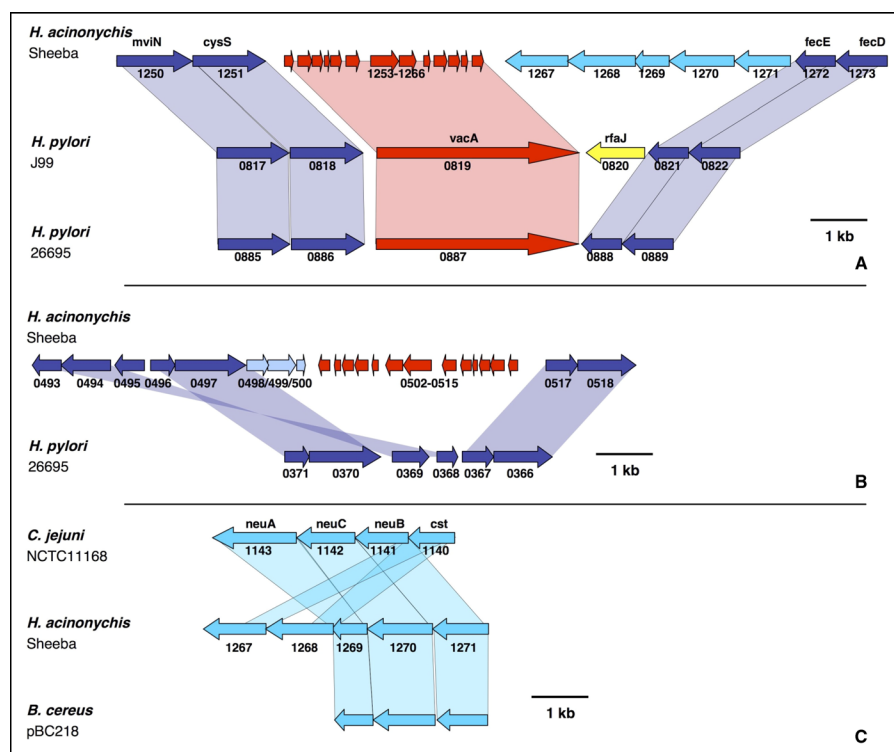 H. acinonychis
Sheeba
mviN cysS fecE fecD
1250 1251 1253-1266 1267 1268 1269 1270 1271 1272 1273
H. pylori
J99
vacA rfaJ
0817 0818 0819 0820 0821 0822
H. pylori
26695
0885 0886 0887 0888 0889
1 kb
A
H. acinonychis
Sheeba
0493 0494 0495 0496 0497 0498/499/500 0502-0515 0517 0518
H. pylori
26695
0371 0370 0369 0368 0367 0366
1 kb
B
C. jejuni
NCTC11168
neuA neuC neuB cst
1143 1142 1141 1140
H. acinonychis
Sheeba
1267 1268 1269 1270 1271
B. cereus
pBC218
1 kb
C